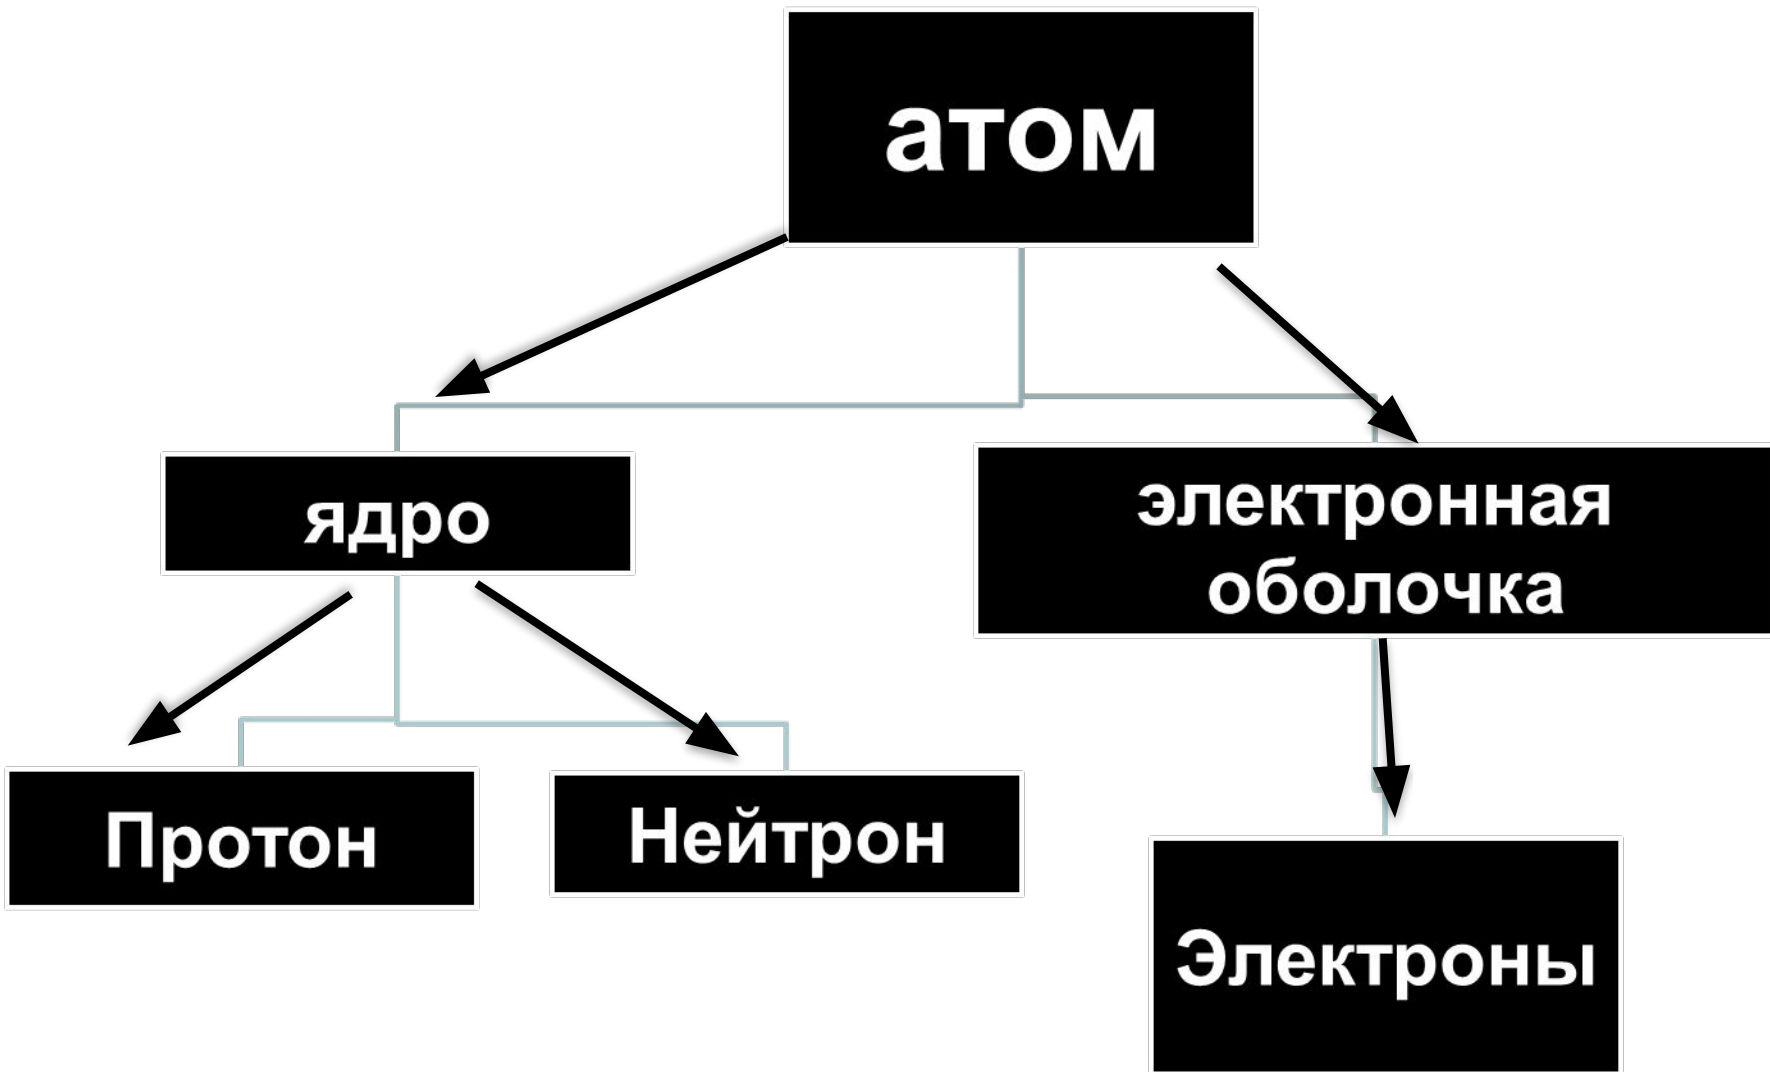 атом
ядро
электронная
оболочка
Протон
Нейтрон
Электроны